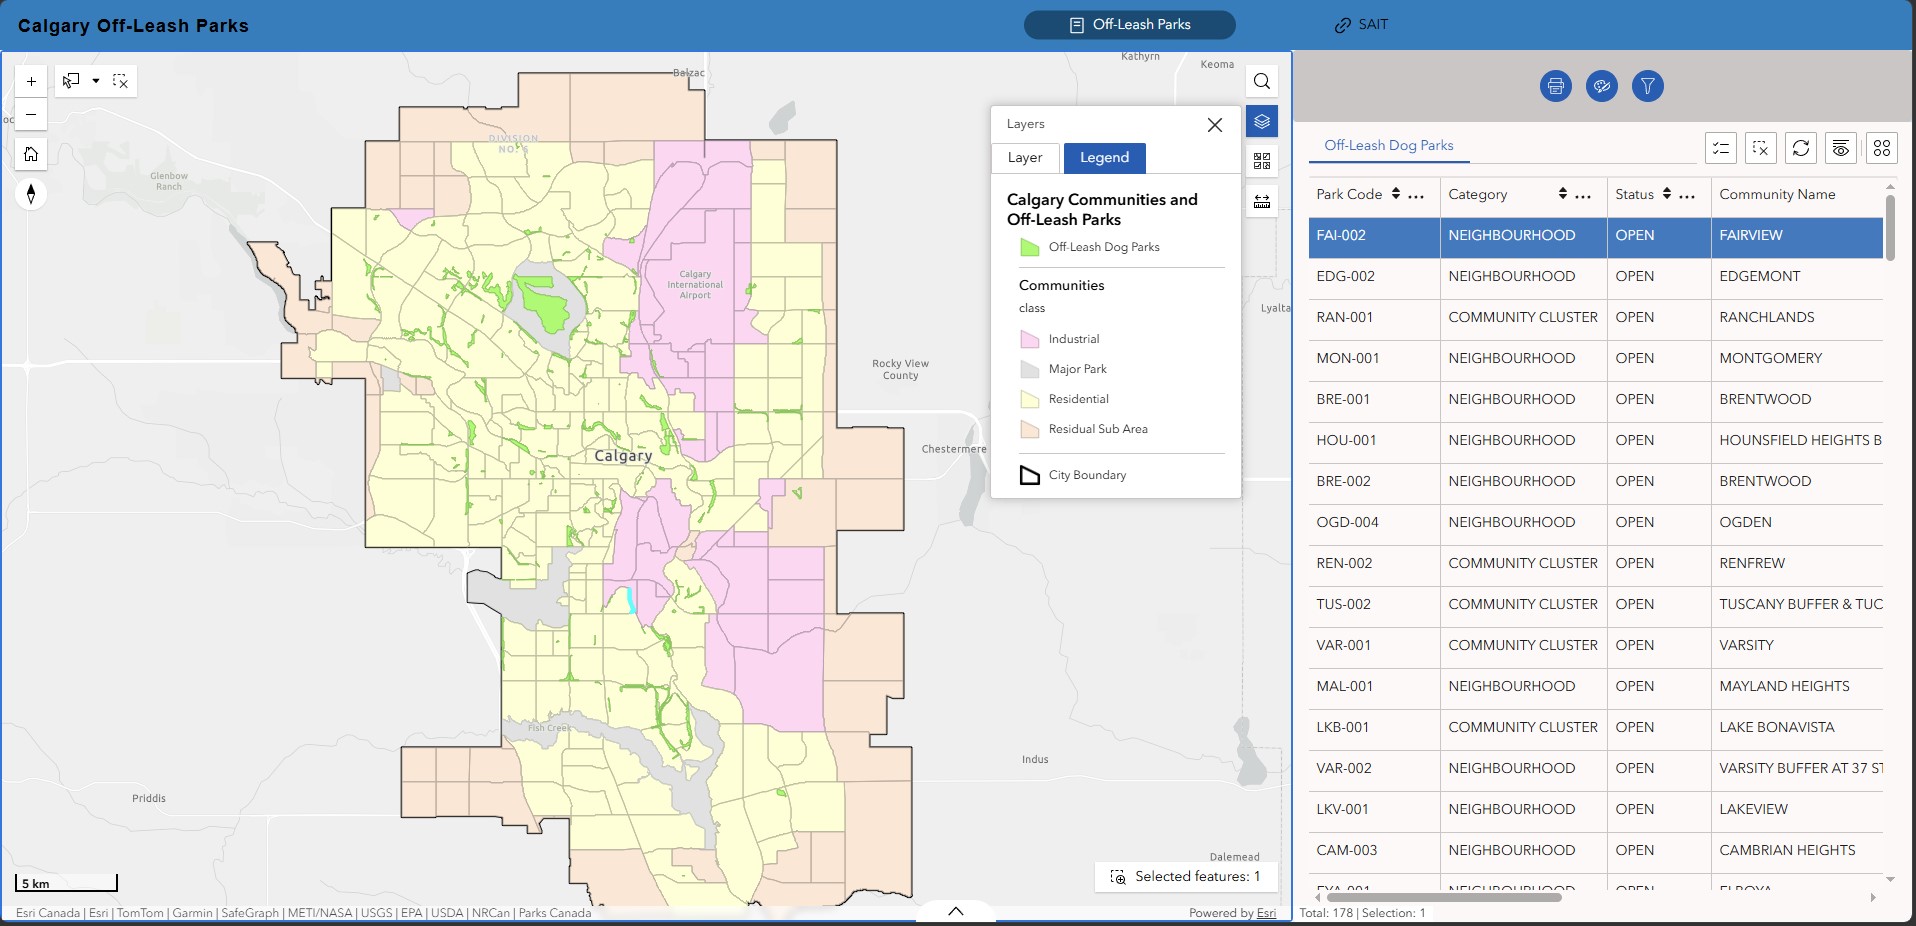 Calgary Off-Leash Parks
Off-Leash Parks
SAIT
Balzac
Kathyrn
Keoma
DIVISION
NO. 6
Glenbow
Ranch
Calgary
International
Airport
Lyalta
Rocky View
County
Chestermere
Calgary
Fish Creek
Priddis
Indus
Dalemead
Layers
Layer
Legend
Calgary Communities and
Off-Leash Parks
Off-Leash Dog Parks
Communities
class
Industrial
Major Park
Residential
Residual Sub Area
City Boundary
5 km
Selected features: 1
Esri Canada | Esri | TomTom | Garmin | SafeGraph | METI/NASA | USGS | EPA | USDA | NRCan | Parks Canada
Powered by Esri
Off-Leash Dog Parks
Park Code Category Status Community Name
FAI-002 NEIGHBOURHOOD OPEN FAIRVIEW
EDG-002 NEIGHBOURHOOD OPEN EDGEMONT
RAN-001 COMMUNITY CLUSTER OPEN RANCHLANDS
MON-001 NEIGHBOURHOOD OPEN MONTGOMERY
BRE-001 NEIGHBOURHOOD OPEN BRENTWOOD
HOU-001 NEIGHBOURHOOD OPEN HOUNSFIELD HEIGHTS B
BRE-002 NEIGHBOURHOOD OPEN BRENTWOOD
OGD-004 NEIGHBOURHOOD OPEN OGDEN
REN-002 COMMUNITY CLUSTER OPEN RENFREW
TUS-002 COMMUNITY CLUSTER OPEN TUSCANY BUFFER & TUC
VAR-001 COMMUNITY CLUSTER OPEN VARSITY
MAL-001 NEIGHBOURHOOD OPEN MAYLAND HEIGHTS
LKB-001 COMMUNITY CLUSTER OPEN LAKE BONAVISTA
VAR-002 NEIGHBOURHOOD OPEN VARSITY BUFFER AT 37 ST
LKV-001 NEIGHBOURHOOD OPEN LAKEVIEW
CAM-003 NEIGHBOURHOOD OPEN CAMBRIAN HEIGHTS
NEIGHBOURHOOD OPEN ELBOYA
Total: 178 | Selection: 1